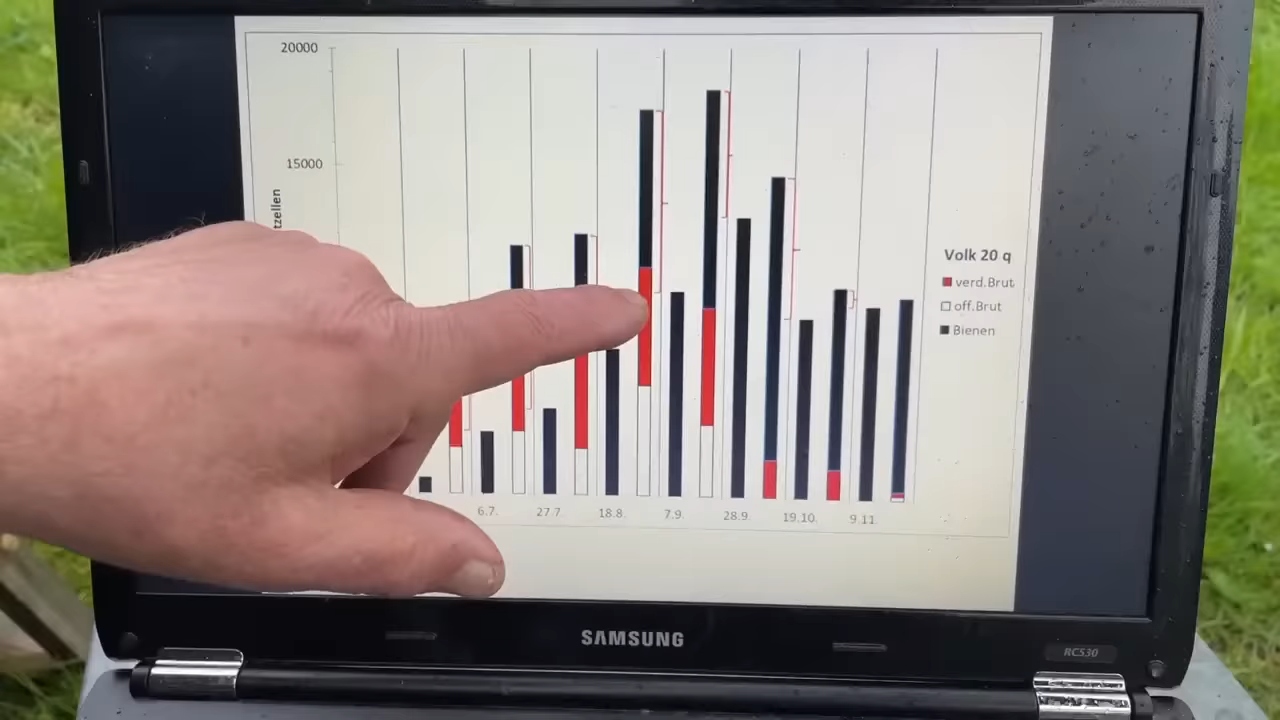 20000
15000
tzellen
Volk 20 q
verd.Brut
off.Brut
Bienen
6.7.
27.7.
18.8.
7.9.
28.9.
19.10.
9.11.
SAMSUNG
RC530